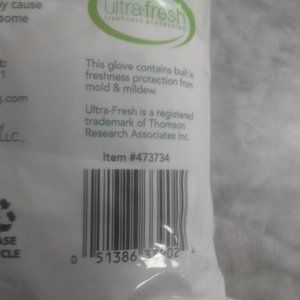 y cause
some
ultra-fresh
freshness protection
This glove contains built in
freshness protection from
mold & mildew.
Ultra-Fresh is a registered
trademark of Thomson
Research Associates Inc.
LLC.,
Item #473734
ASE
CLE
0 51386